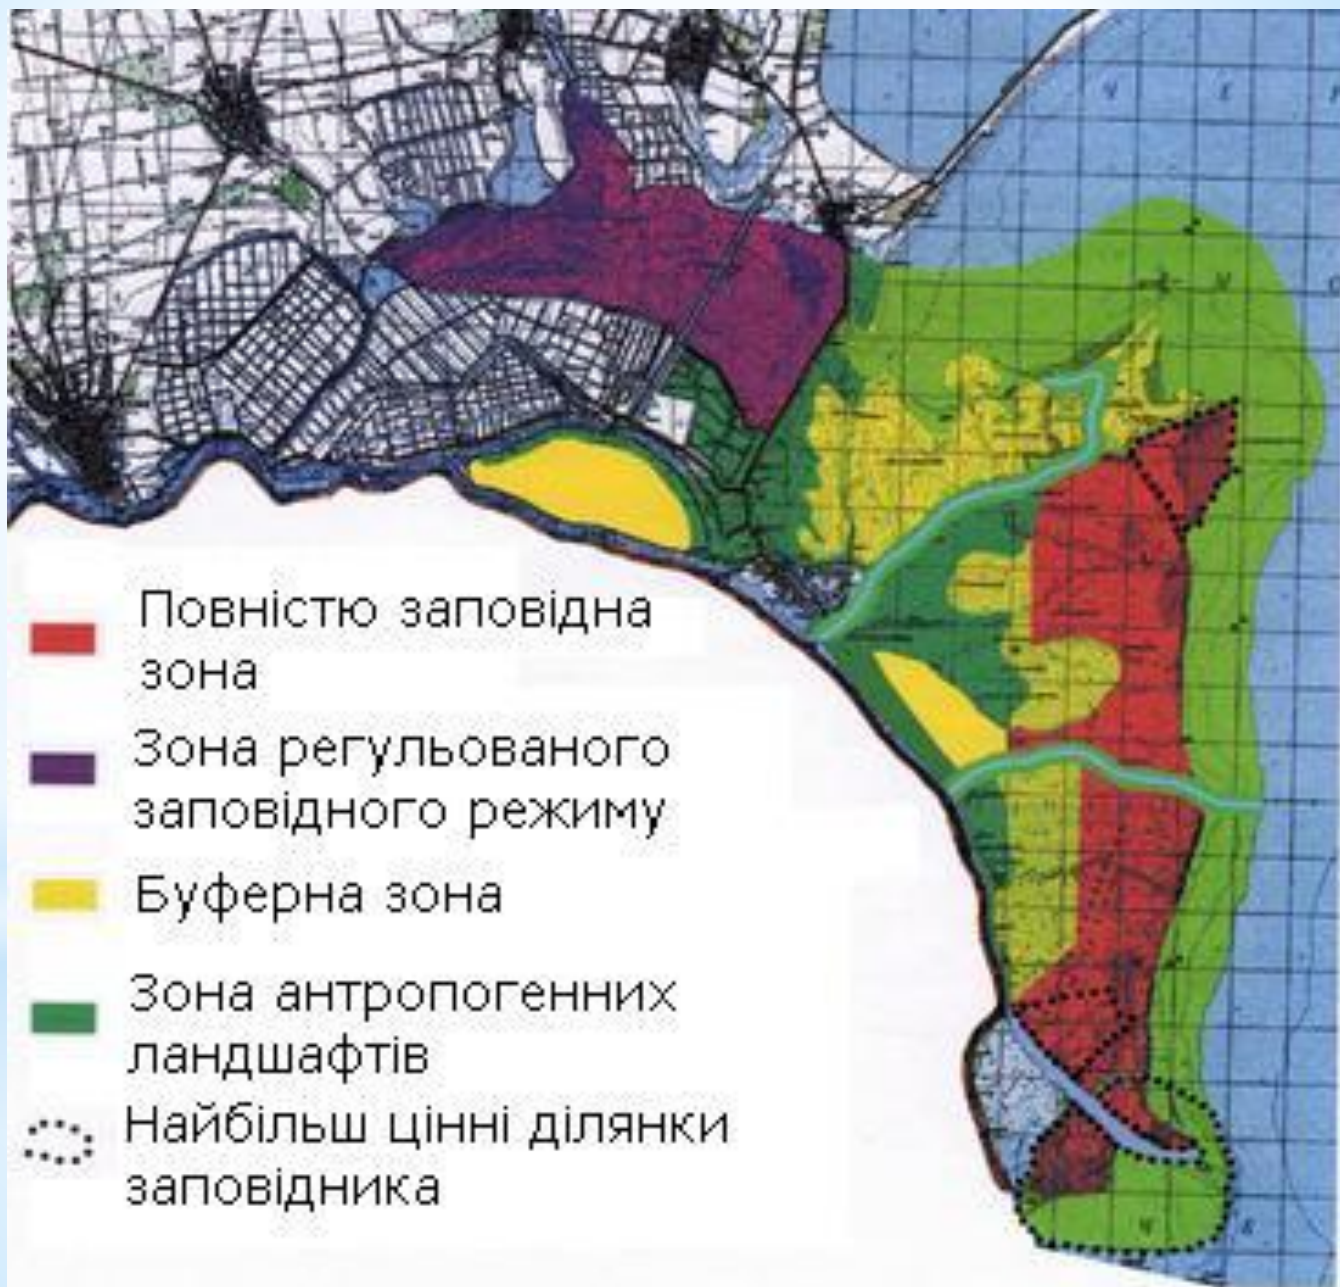 Повністю заповідна
зона
Зона регульованого
заповідного режиму
Буферна зона
Зона антропогенних
ландшафтів
Найбільш цінні ділянки
заповідника